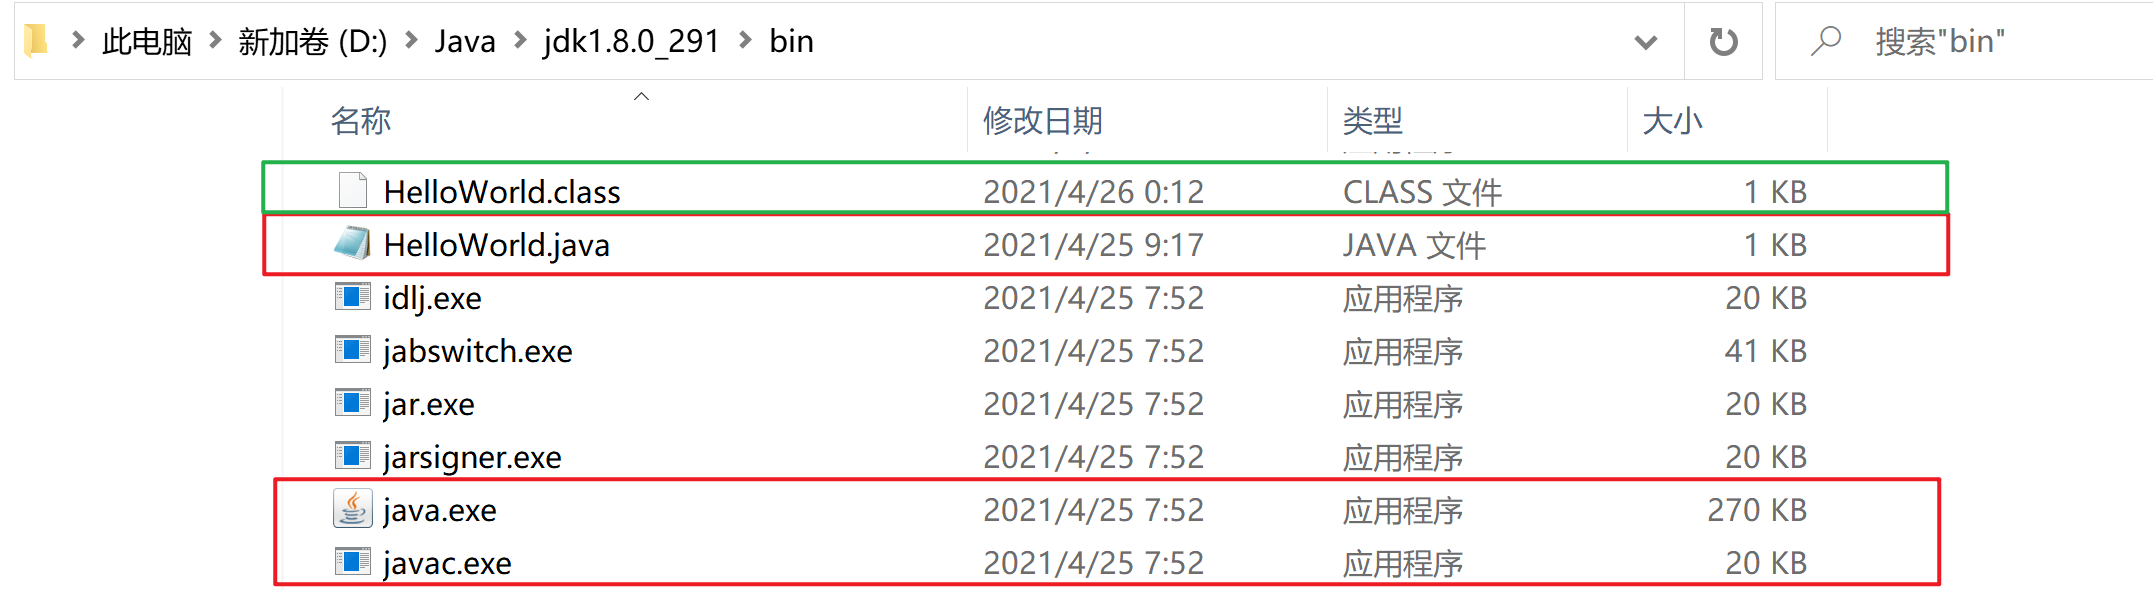 此电脑 > 新加卷 (D:) > Java > jdk1.8.0_291 > bin 搜索"bin"
名称 修改日期 类型 大小
HelloWorld.class 2021/4/26 0:12 CLASS 文件 1 KB
HelloWorld.java 2021/4/25 9:17 JAVA 文件 1 KB
idlj.exe 2021/4/25 7:52 应用程序 20 KB
jabswitch.exe 2021/4/25 7:52 应用程序 41 KB
jar.exe 2021/4/25 7:52 应用程序 20 KB
jarsigner.exe 2021/4/25 7:52 应用程序 20 KB
java.exe 2021/4/25 7:52 应用程序 270 KB
javac.exe 2021/4/25 7:52 应用程序 20 KB